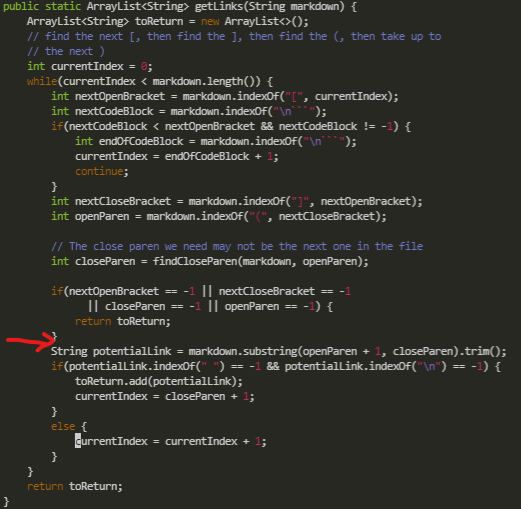 public static ArrayList<String> getLinks(String markdown) {
    ArrayList<String> toReturn = new ArrayList<>();
    // find the next [, then find the ], then find the (, then take up to
    // the next )
    int currentIndex = 0;
    while(currentIndex < markdown.length()) {
        int nextOpenBracket = markdown.indexOf("[", currentIndex);
        int nextCodeBlock = markdown.indexOf("\n```");
        if(nextCodeBlock < nextOpenBracket && nextCodeBlock != -1) {
            int endOfCodeBlock = markdown.indexOf("\n```");
            currentIndex = endOfCodeBlock + 1;
            continue;
        }
        int nextCloseBracket = markdown.indexOf("]", nextOpenBracket);
        int openParen = markdown.indexOf("(", nextCloseBracket);

        // The close paren we need may not be the next one in the file
        int closeParen = findCloseParen(markdown, openParen);

        if(nextOpenBracket == -1 || nextCloseBracket == -1
              || closeParen == -1 || openParen == -1) {
            return toReturn;
        }
        String potentialLink = markdown.substring(openParen + 1, closeParen).trim();
        if(potentialLink.indexOf(" ") == -1 && potentialLink.indexOf("\n") == -1) {
            toReturn.add(potentialLink);
            currentIndex = closeParen + 1;
        }
        else {
            currentIndex = currentIndex + 1;
        }
    }
    return toReturn;
}